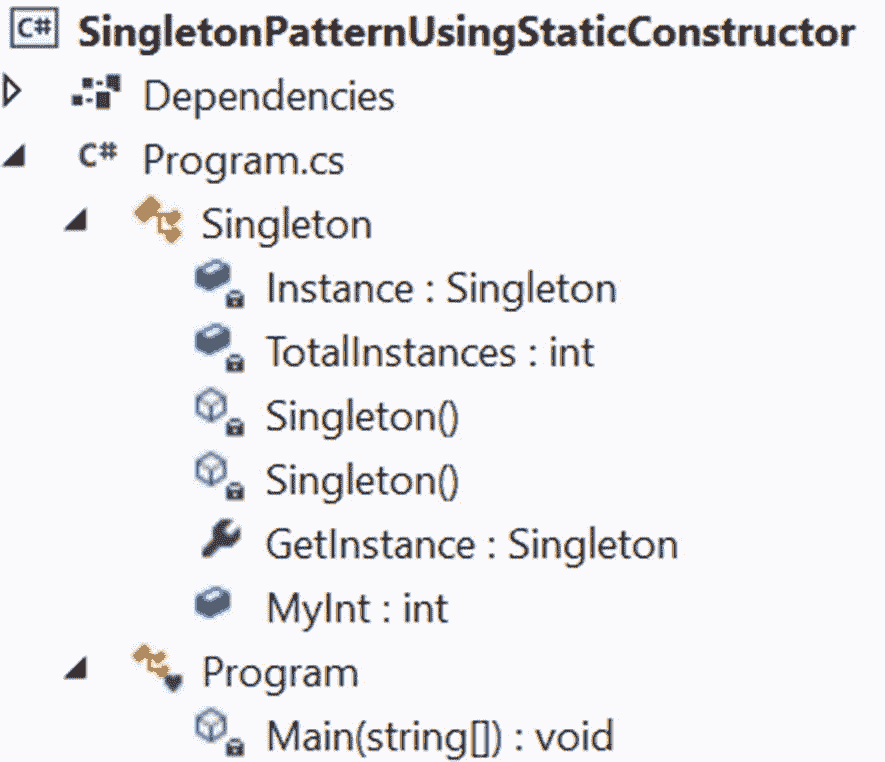 C# SingletonPatternUsingStaticConstructor
Dependencies
C# Program.cs
Singleton
Instance : Singleton
TotalInstances : int
Singleton()
Singleton()
GetInstance : Singleton
MyInt : int
Program
Main(string[]) : void